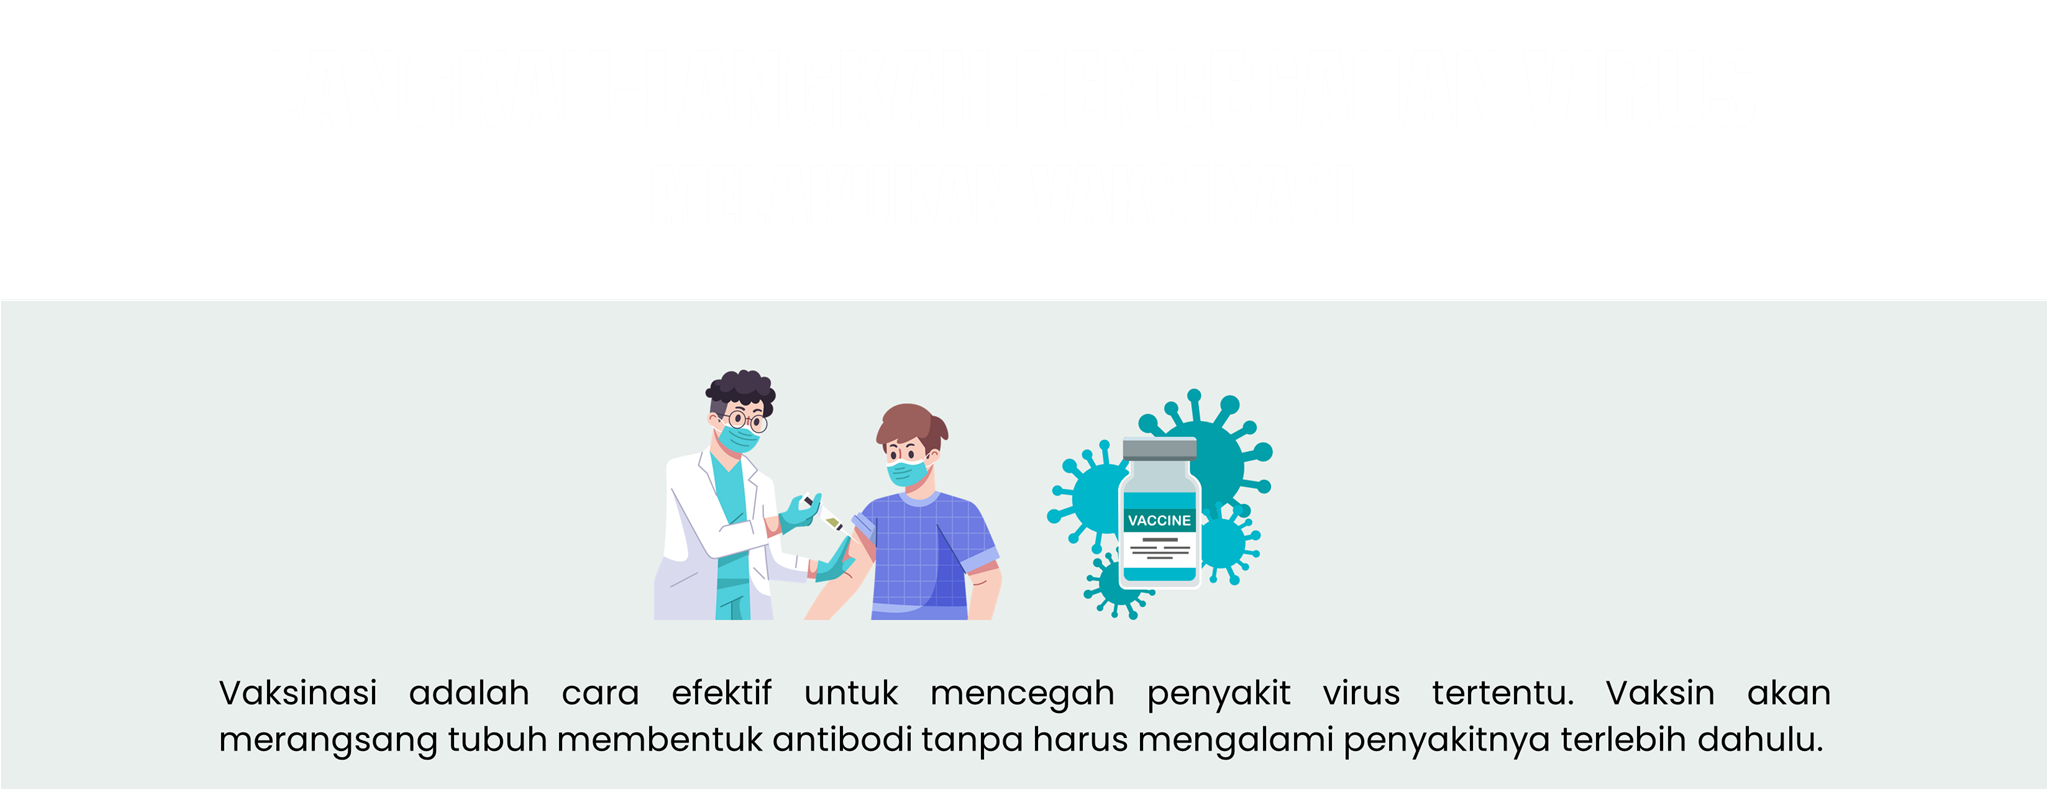 VACCINE
Vaksinasi adalah cara efektif untuk mencegah penyakit virus tertentu. Vaksin akan
merangsang tubuh membentuk antibodi tanpa harus mengalami penyakitnya terlebih dahulu.